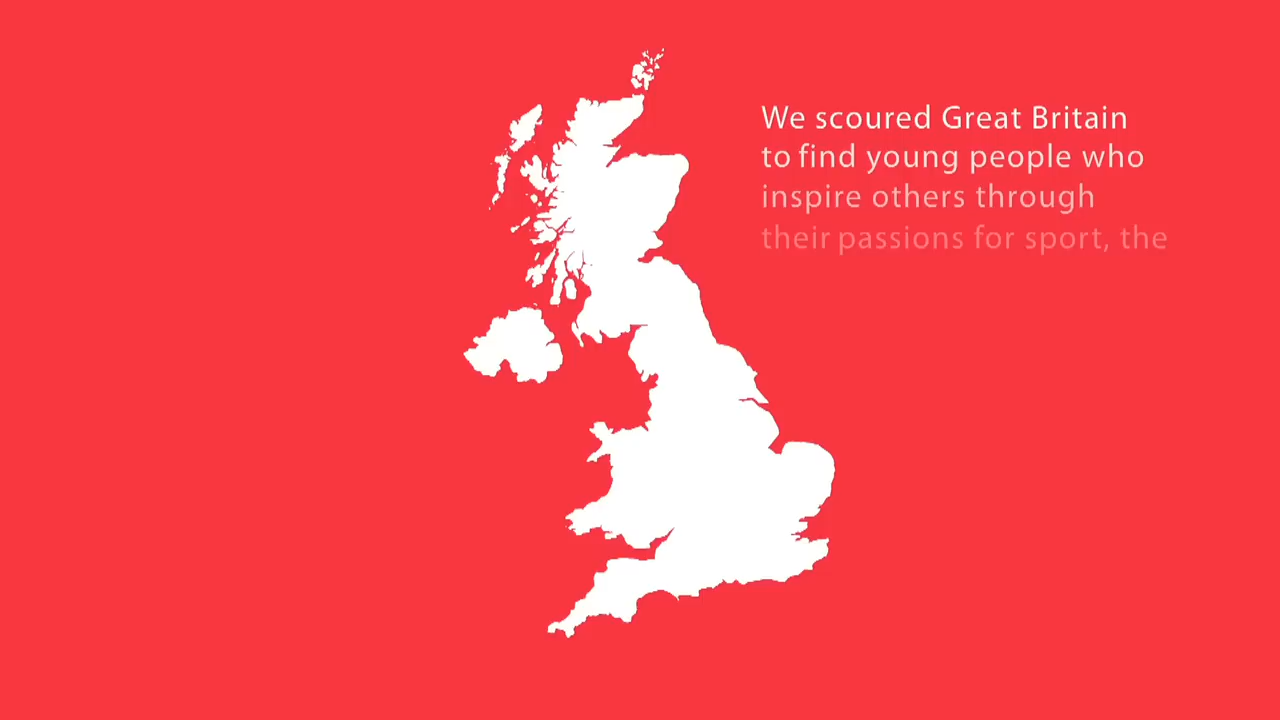 We scoured Great Britain
to find young people who
inspire others through
their passions for sport, the